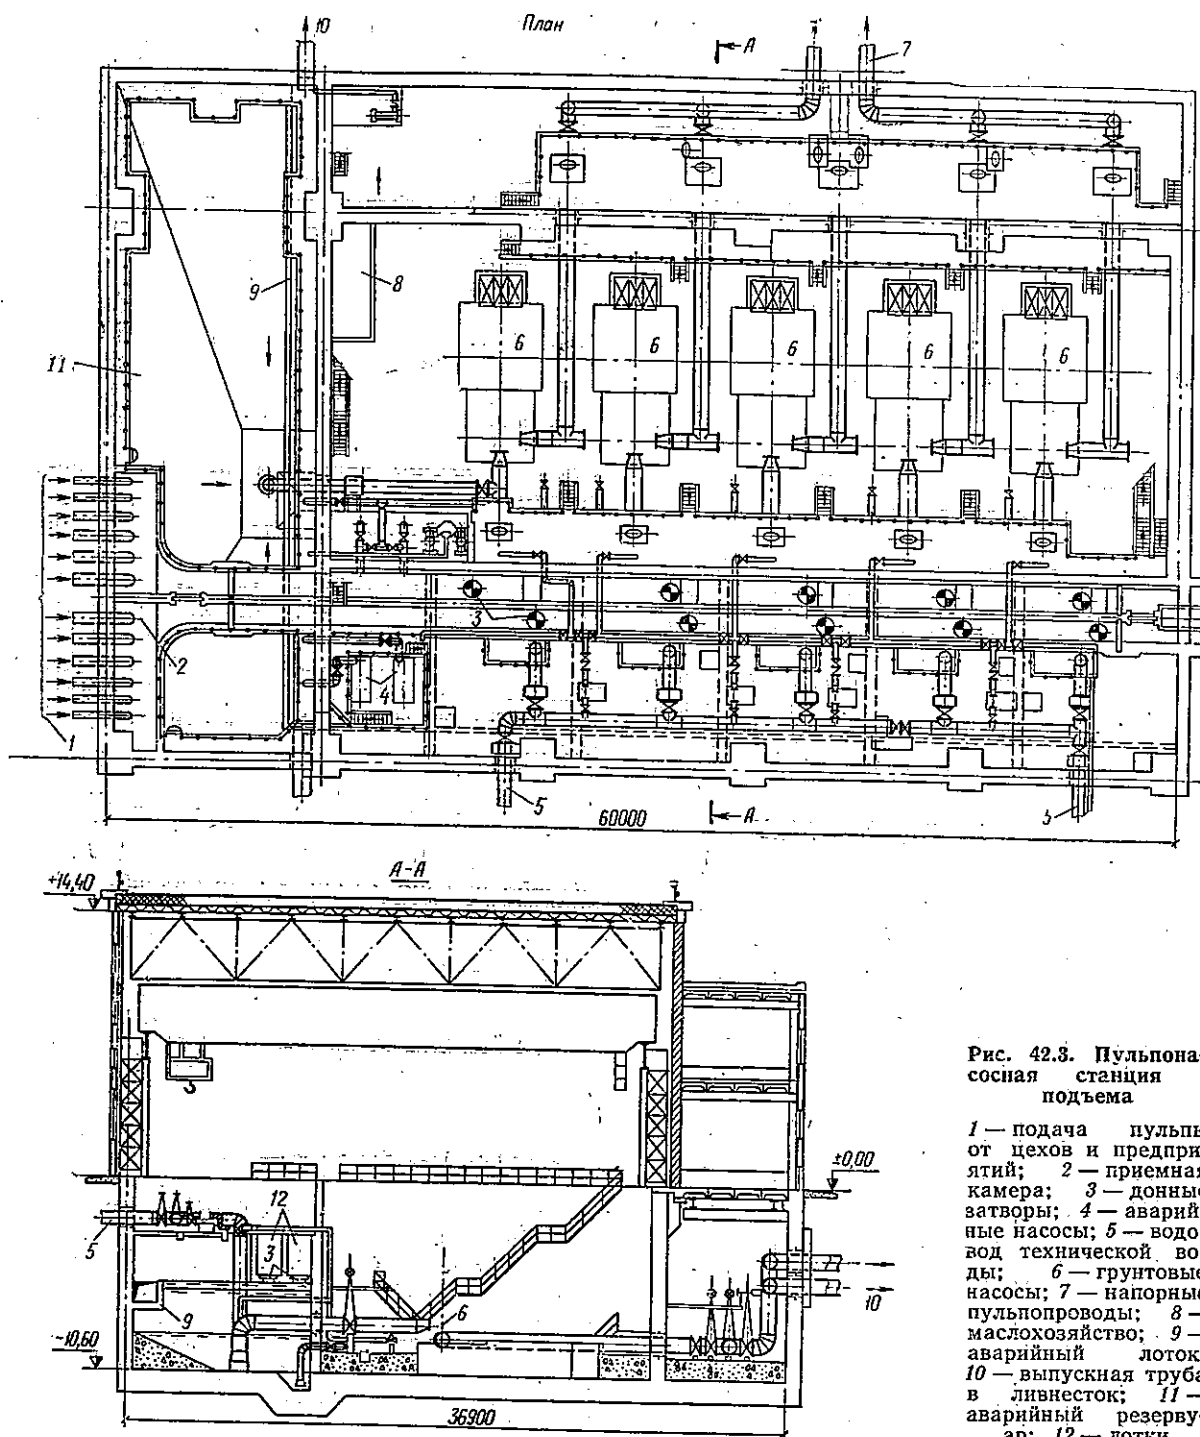 План
10
А
7
7
9
8
11
6
6
6
6
6
3
2
4
1
5
5
А
60000
А-А
+14,40
±0,00
12
5
3
6
10
9
-10,60
36900
Рис. 42.3. Пульпона-
сосная станция
подъема
1 — подача пульпы
от цехов и предпри-
ятий; 2 — приемная
камера; 3 — донные
затворы; 4 — аварий-
ные насосы; 5 — водо-
вод технической во-
ды; 6 — грунтовые
насосы; 7 — напорные
пульпопроводы; 8 —
маслохозяйство; 9 —
аварийный лоток
10 — выпускная труба
в ливнесток; 11 —
аварийный резерву-
ар; 12 — лотки